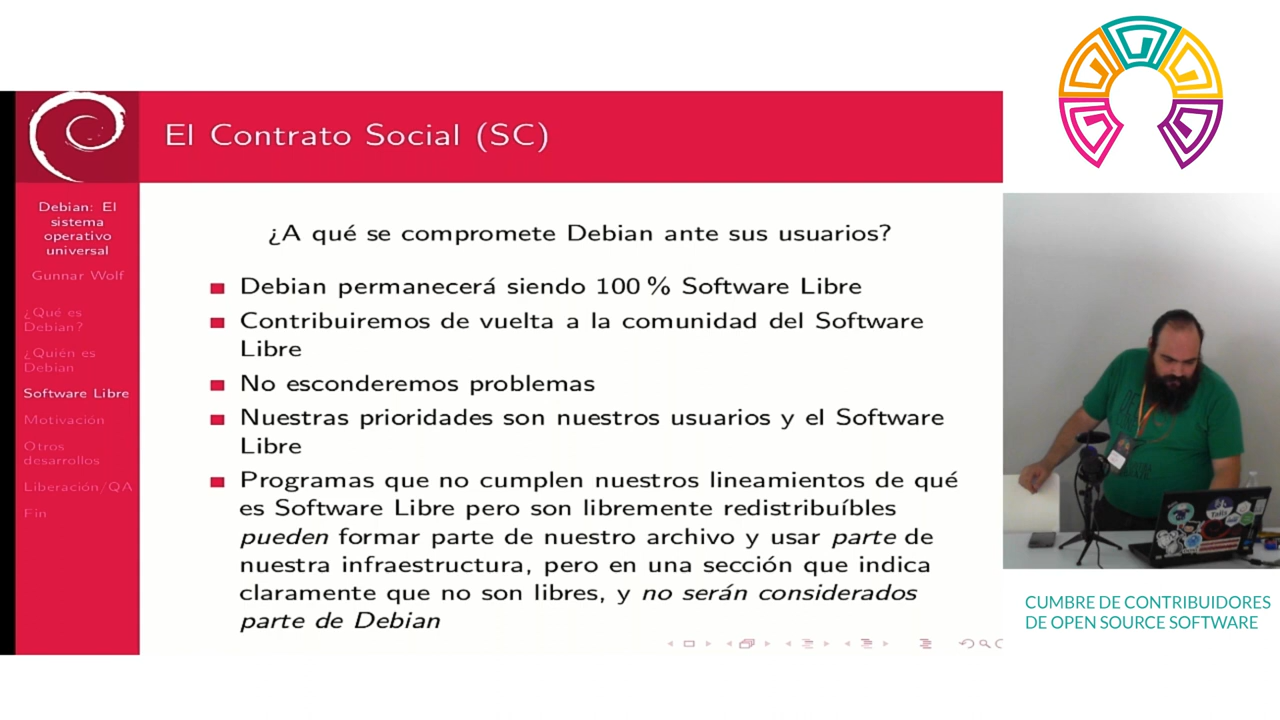 El Contrato Social (SC)
Debian: El
sistema
operativo
universal
Gunnar Wolf
¿Qué es
Debian?
¿Quién es
Debian
Software Libre
Motivación
Otros
desarrollos
Liberación/QA
Fin
¿A qué se compromete Debian ante sus usuarios?
Debian permanecerá siendo 100 % Software Libre
Contribuiremos de vuelta a la comunidad del Software
Libre
No esconderemos problemas
Nuestras prioridades son nuestros usuarios y el Software
Libre
Programas que no cumplen nuestros lineamientos de qué
es Software Libre pero son libremente redistribuíbles
pueden formar parte de nuestro archivo y usar parte de
nuestra infraestructura, pero en una sección que indica
claramente que no son libres, y no serán considerados
parte de Debian
CUMBRE DE CONTRIBUIDORES
DE OPEN SOURCE SOFTWARE